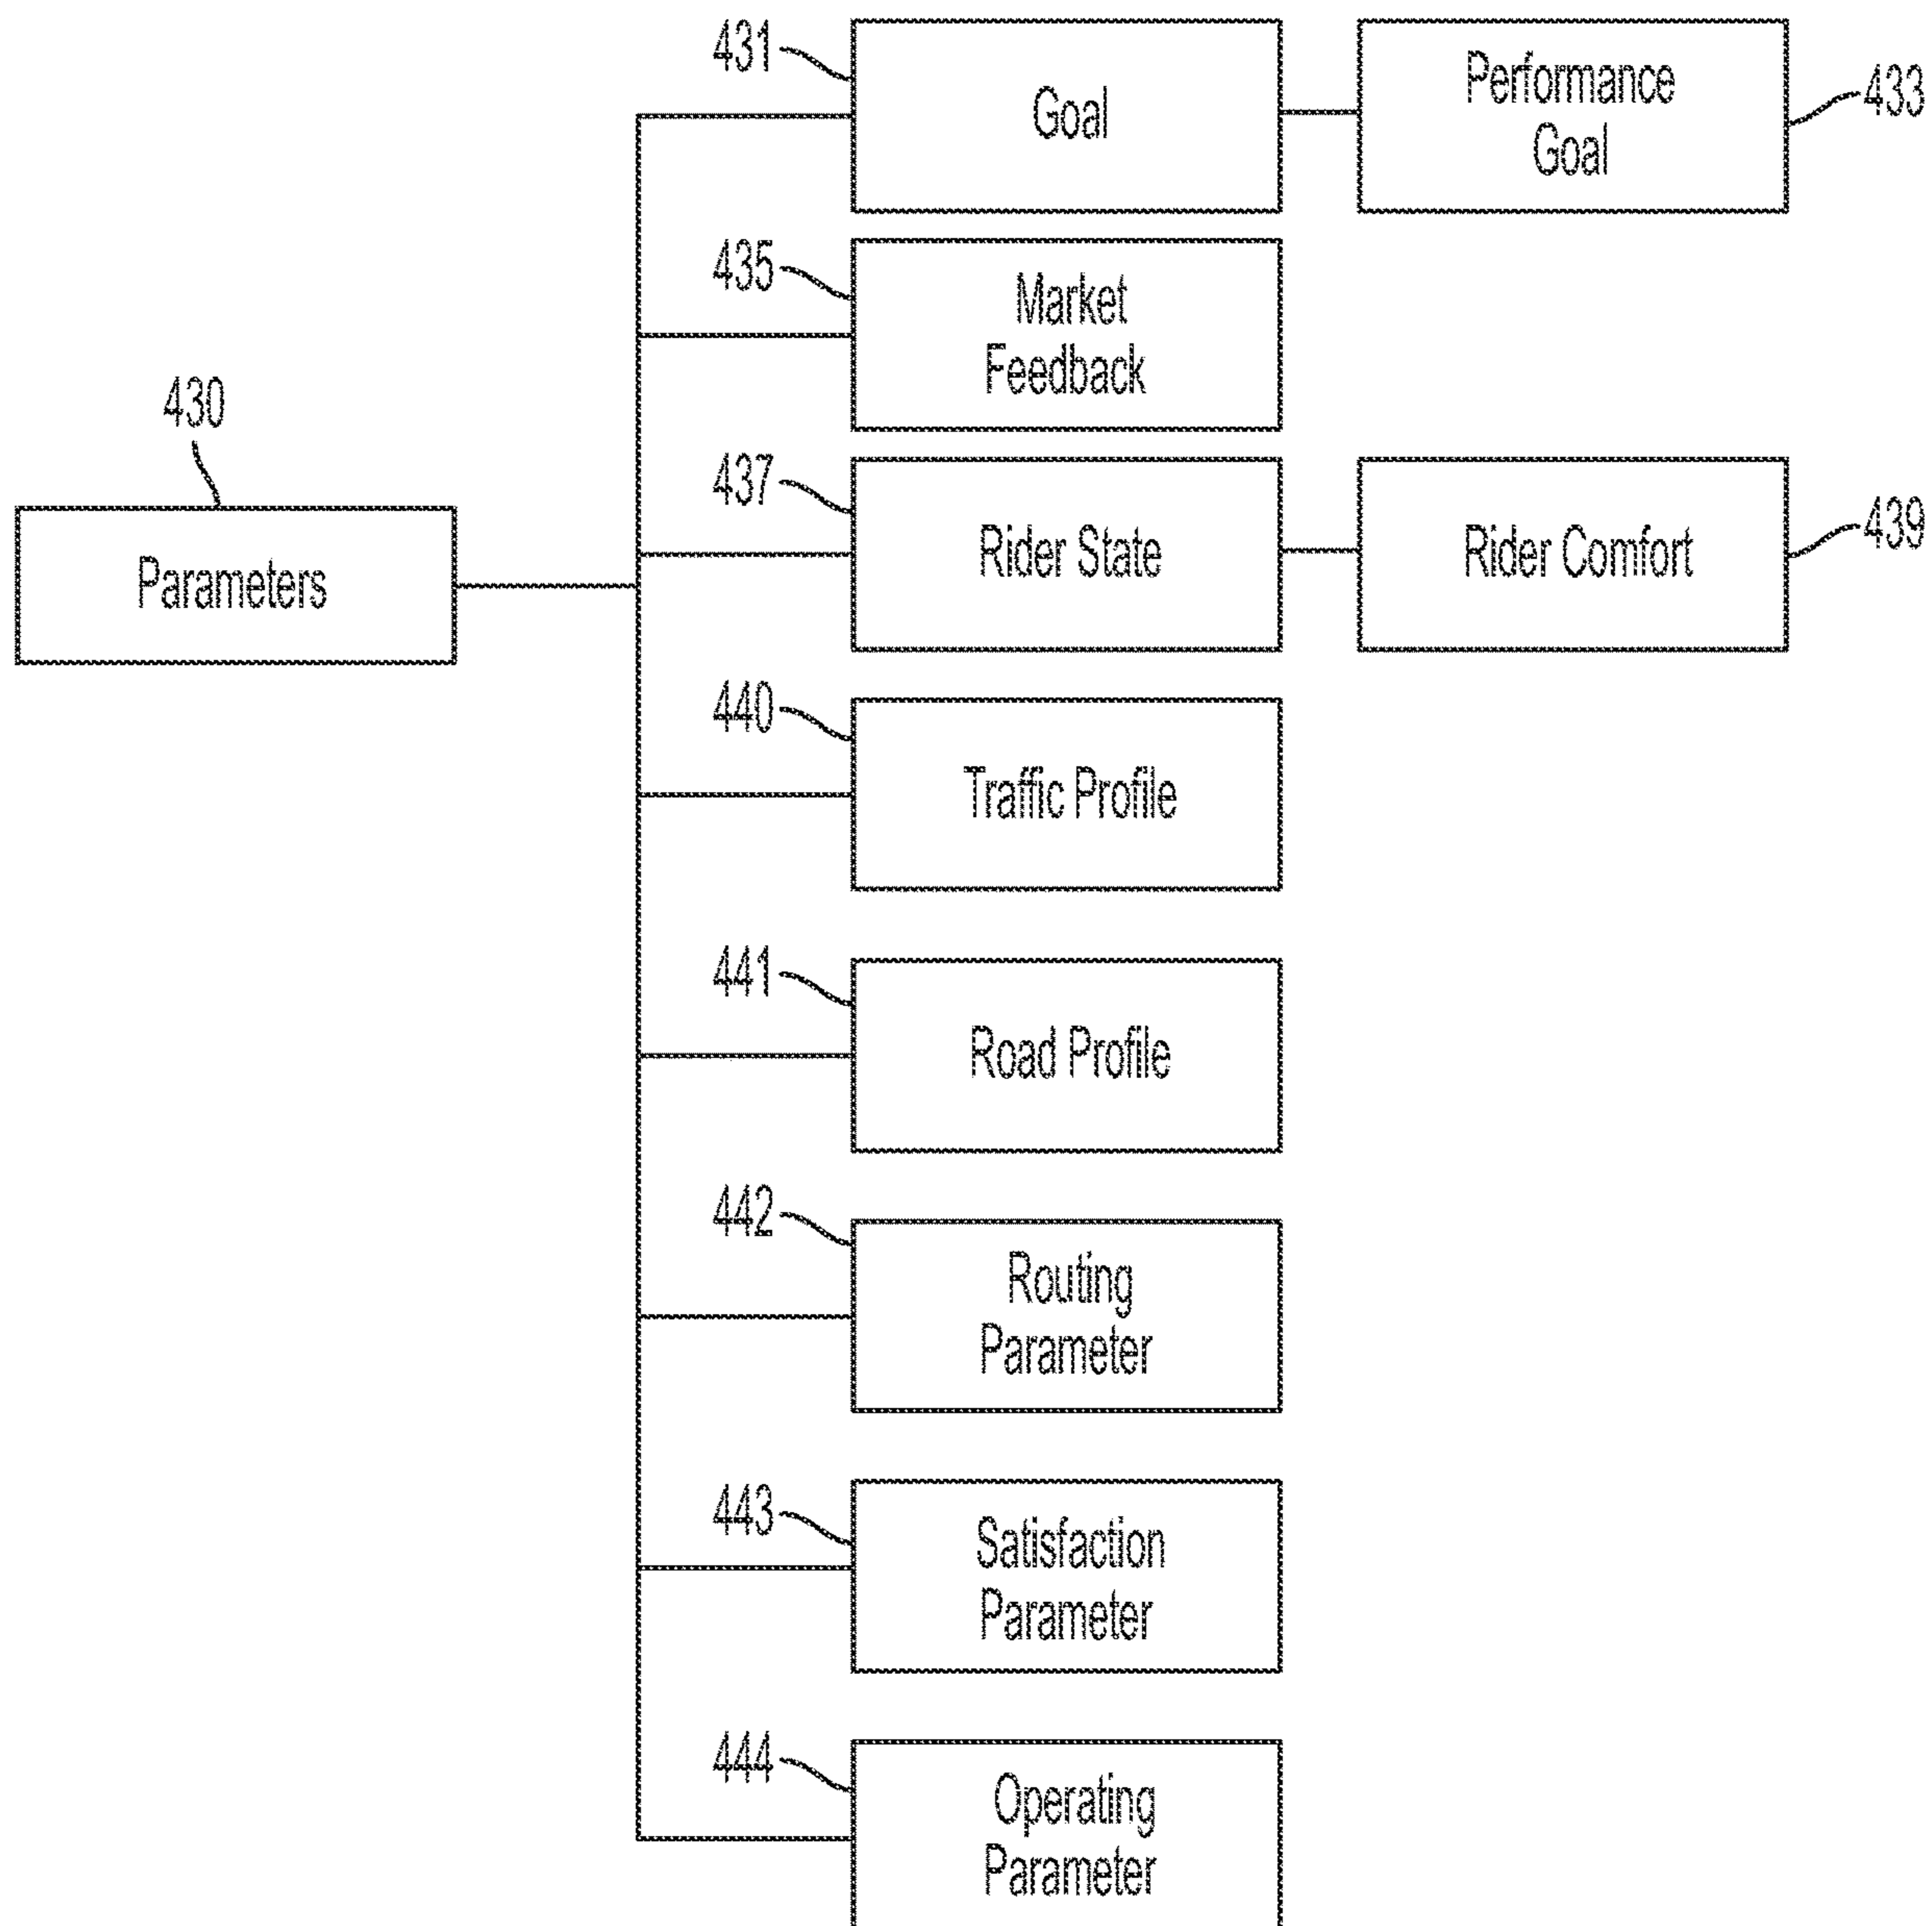 431
Goal
Performance
Goal
433
435
Market
Feedback
430
Parameters
437
Rider State
Rider Comfort
439
440
Traffic Profile
441
Road Profile
442
Routing
Parameter
443
Satisfaction
Parameter
444
Operating
Parameter